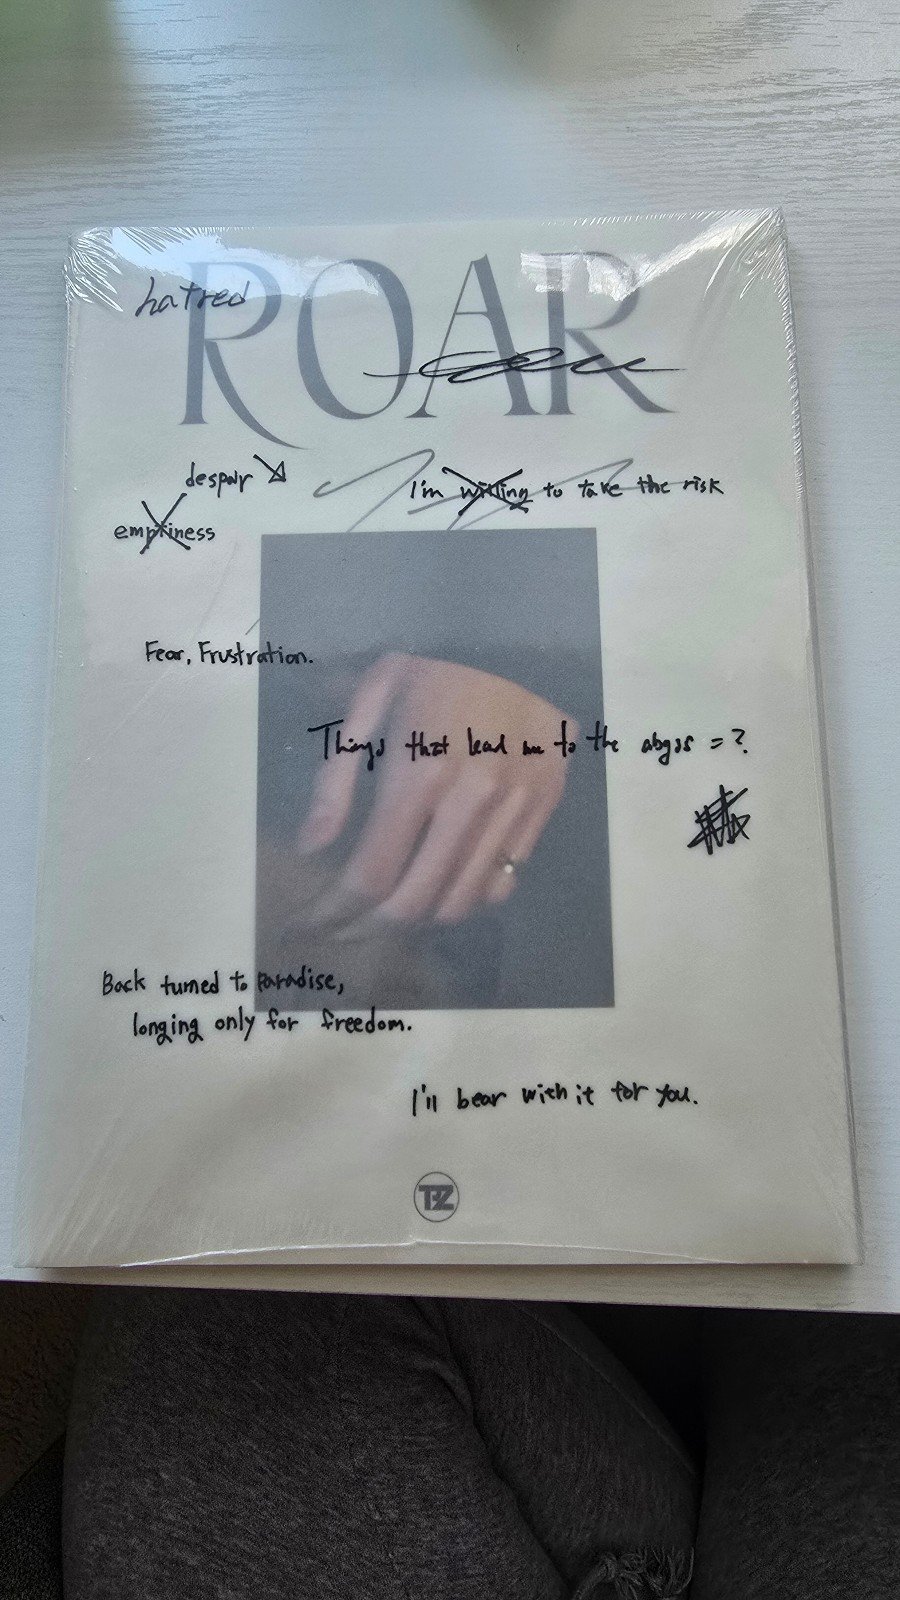 ROAR
hatred
despair
I'm willing to take the risk
emptiness
Fear, Frustration.
Things that lead me to the abyss = ?
Back turned to paradise,
longing only for freedom.
I'll bear with it for you.
TBZ